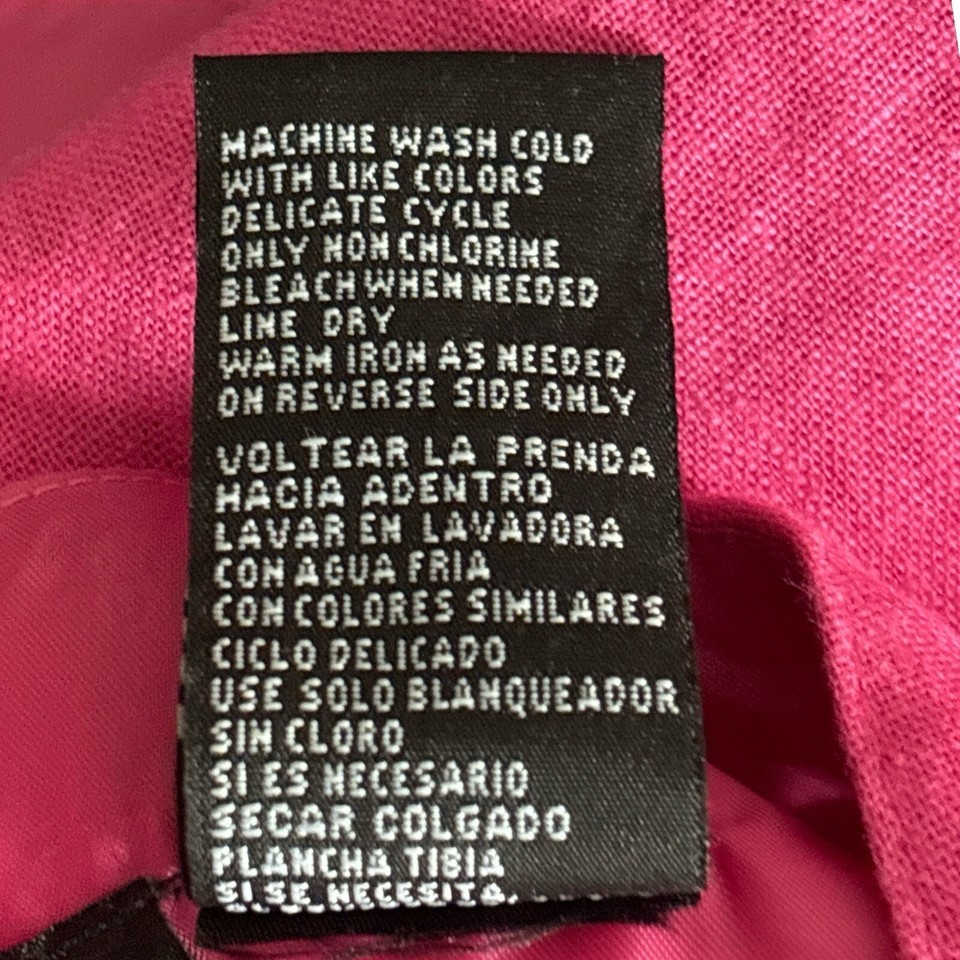 MACHINE WASH COLD
WITH LIKE COLORS
DELICATE CYCLE
ONLY NON CHLORINE
BLEACH WHEN NEEDED
LINE DRY
WARM IRON AS NEEDED
ON REVERSE SIDE ONLY
VOLTEAR LA PRENDA
HACIA ADENTRO
LAVAR EN LAVADORA
CON AGUA FRIA
CON COLORES SIMILARES
CICLO DELICADO
USE SOLO BLANQUEADOR
SIN CLORO
SI ES NECESARIO
SECAR COLGADO
PLANCHA TIBIA
SI SE NECESITA.